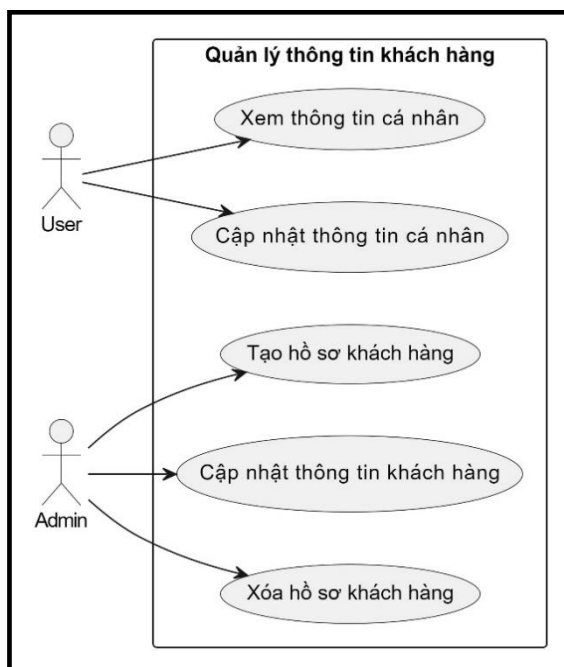 Quản lý thông tin khách hàng
Xem thông tin cá nhân
User
Cập nhật thông tin cá nhân
Tạo hồ sơ khách hàng
Cập nhật thông tin khách hàng
Admin
Xóa hồ sơ khách hàng